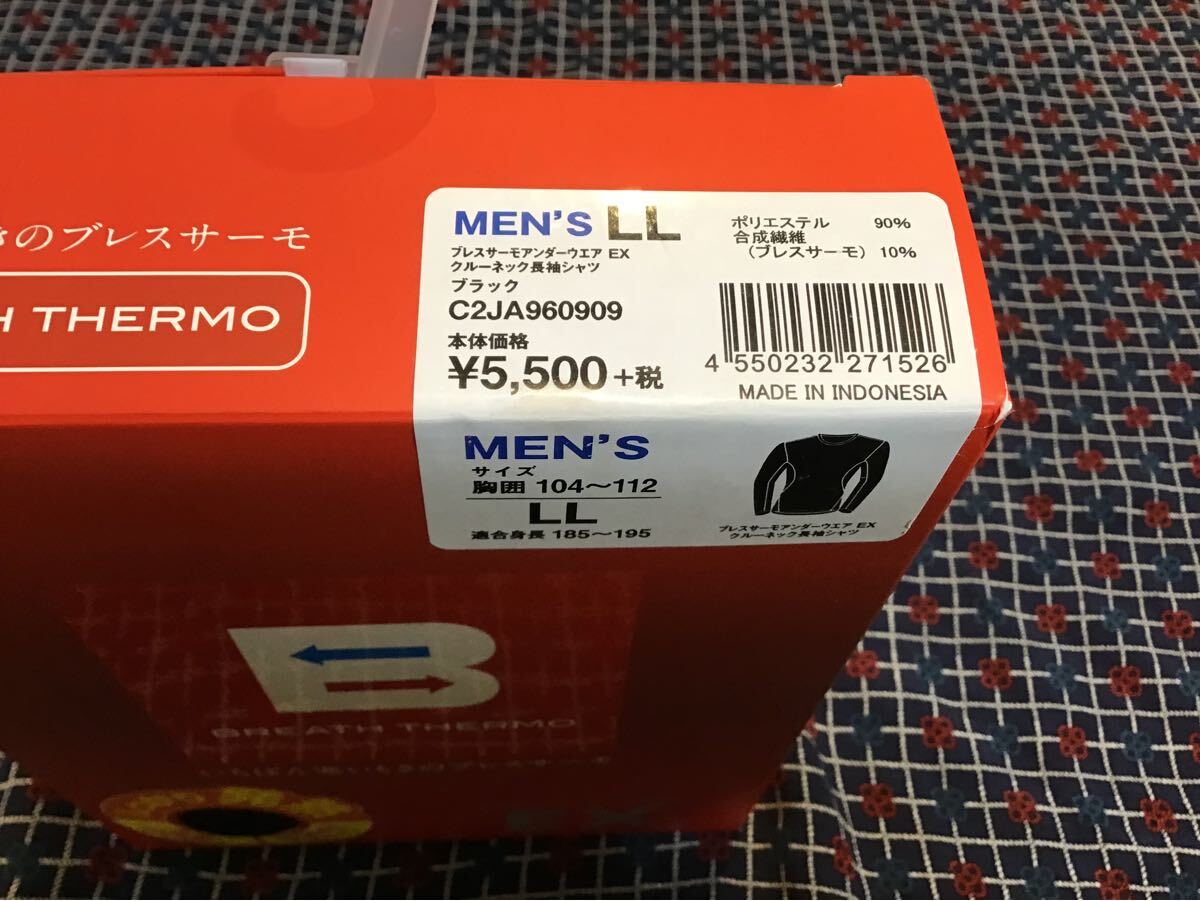 きのブレスサーモ
H THERMO
MEN'S LL
ブレスサーモアンダーウエア EX
クルーネック長袖シャツ
ブラック
C2JA960909
本体価格
¥5,500+税
ポリエステル 90%
合成繊維
(ブレスサーモ) 10%
4 550232 271526
MADE IN INDONESIA
MEN'S
サイズ
胸囲 104～112
LL
適合身長 185～195
ブレスサーモアンダーウエア EX
クルーネック長袖シャツ
B
BREATH THERMO
EX